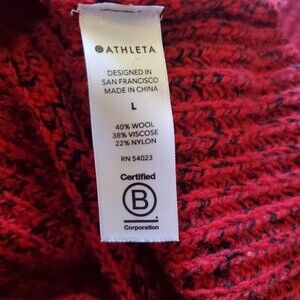 ATHLETA
DESIGNED IN
SAN FRANCISCO
MADE IN CHINA
L
40% WOOL
38% VISCOSE
22% NYLON
RN 54023
Certified
B
Corporation